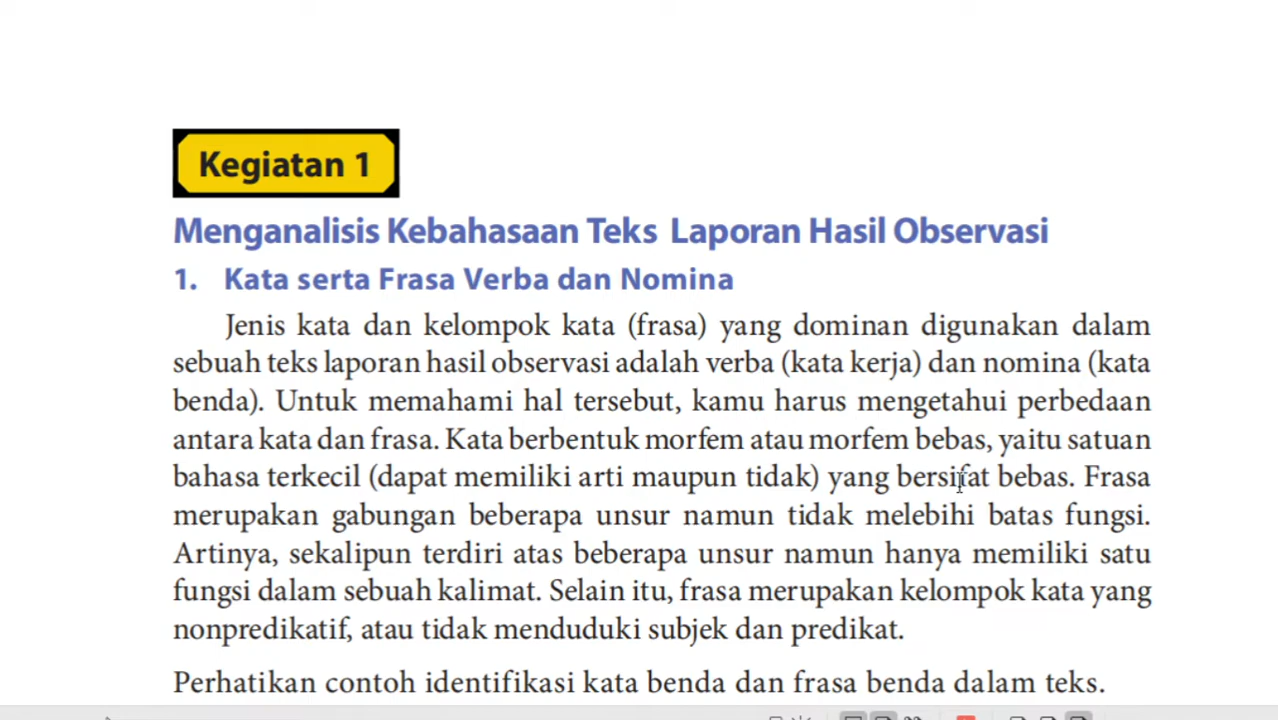 Kegiatan 1
Menganalisis Kebahasaan Teks Laporan Hasil Observasi
1. Kata serta Frasa Verba dan Nomina
Jenis kata dan kelompok kata (frasa) yang dominan digunakan dalam
sebuah teks laporan hasil observasi adalah verba (kata kerja) dan nomina (kata
benda). Untuk memahami hal tersebut, kamu harus mengetahui perbedaan
antara kata dan frasa. Kata berbentuk morfem atau morfem bebas, yaitu satuan
bahasa terkecil (dapat memiliki arti maupun tidak) yang bersifat bebas. Frasa
merupakan gabungan beberapa unsur namun tidak melebihi batas fungsi.
Artinya, sekalipun terdiri atas beberapa unsur namun hanya memiliki satu
fungsi dalam sebuah kalimat. Selain itu, frasa merupakan kelompok kata yang
nonpredikatif, atau tidak menduduki subjek dan predikat.
Perhatikan contoh identifikasi kata benda dan frasa benda dalam teks.